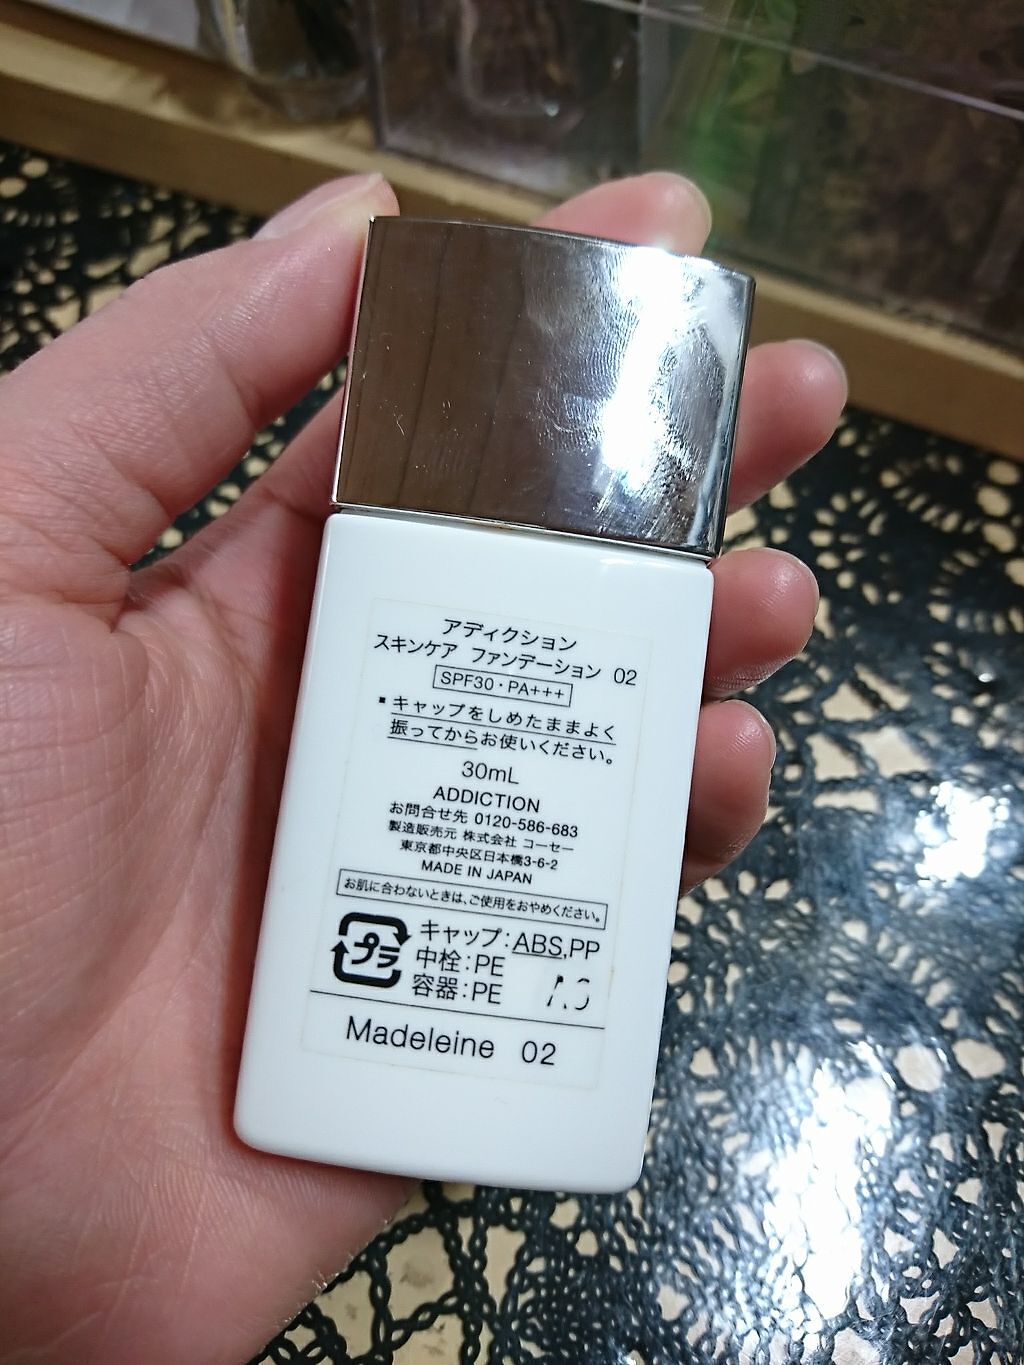 アディクション
スキンケア ファンデーション 02
SPF30・PA+++
▪キャップをしめたままよく
振ってからお使いください。
30mL
ADDICTION
お問合せ先 0120-586-683
製造販売元 株式会社 コーセー
東京都中央区日本橋3-6-2
MADE IN JAPAN
お肌に合わないときは、ご使用をおやめください。
プラ
キャップ:ABS,PP
中栓:PE
容器:PE
Madeleine 02